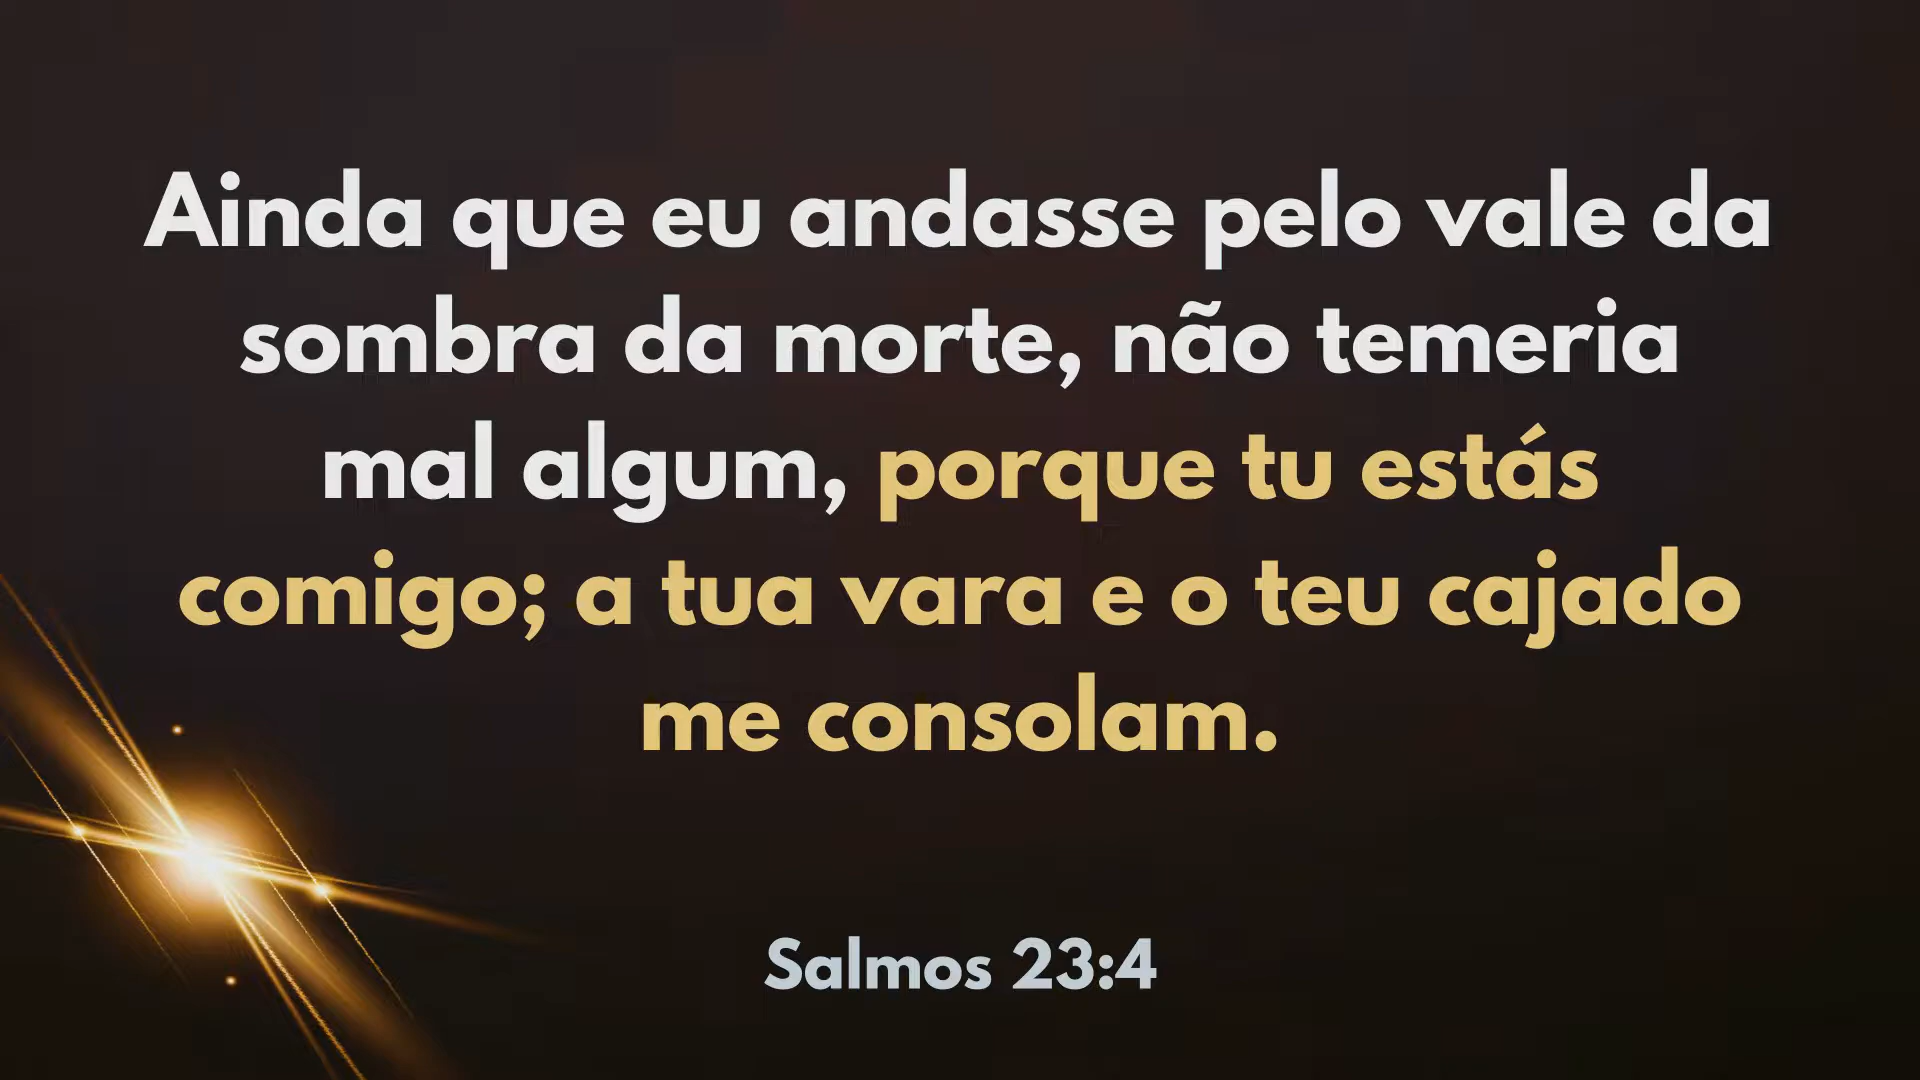 Ainda que eu andasse pelo vale da
sombra da morte, não temeria
mal algum, porque tu estás
comigo; a tua vara e o teu cajado
me consolam.
Salmos 23:4